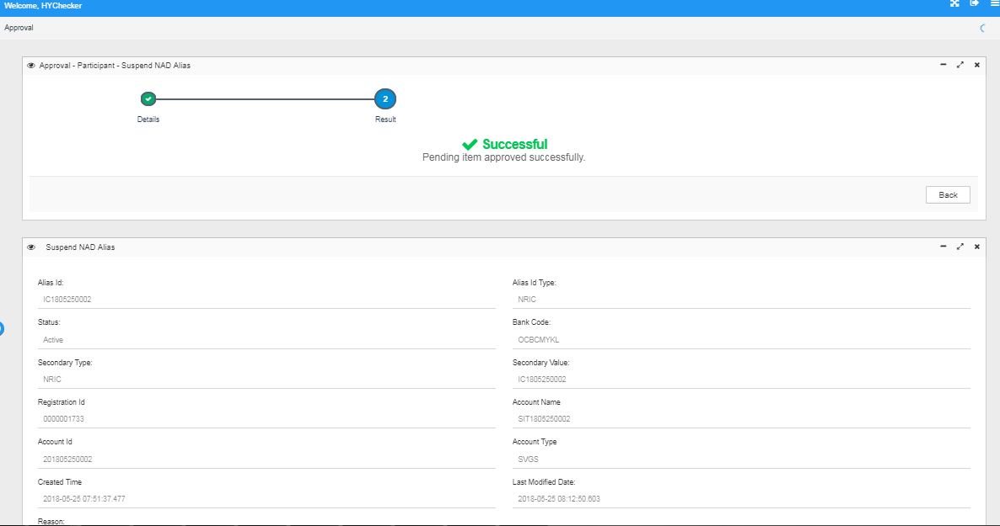 Welcome, HYChecker
Approval
Approval - Participant - Suspend NAD Alias
2
Details
Result
Successful
Pending item approved successfully.
Back
Suspend NAD Alias
Alias Id:
Alias Id Type:
IC1805250002
NRIC
Status:
Bank Code:
Active
OCBCMYKL
Secondary Type:
Secondary Value:
NRIC
IC1805250002
Registration Id
Account Name
0000001733
SIT1805250002
Account Id
Account Type
201805250002
SVGS
Created Time
Last Modified Date:
2018-05-25 07:51:37.477
2018-05-25 08:12:50.603
Reason: